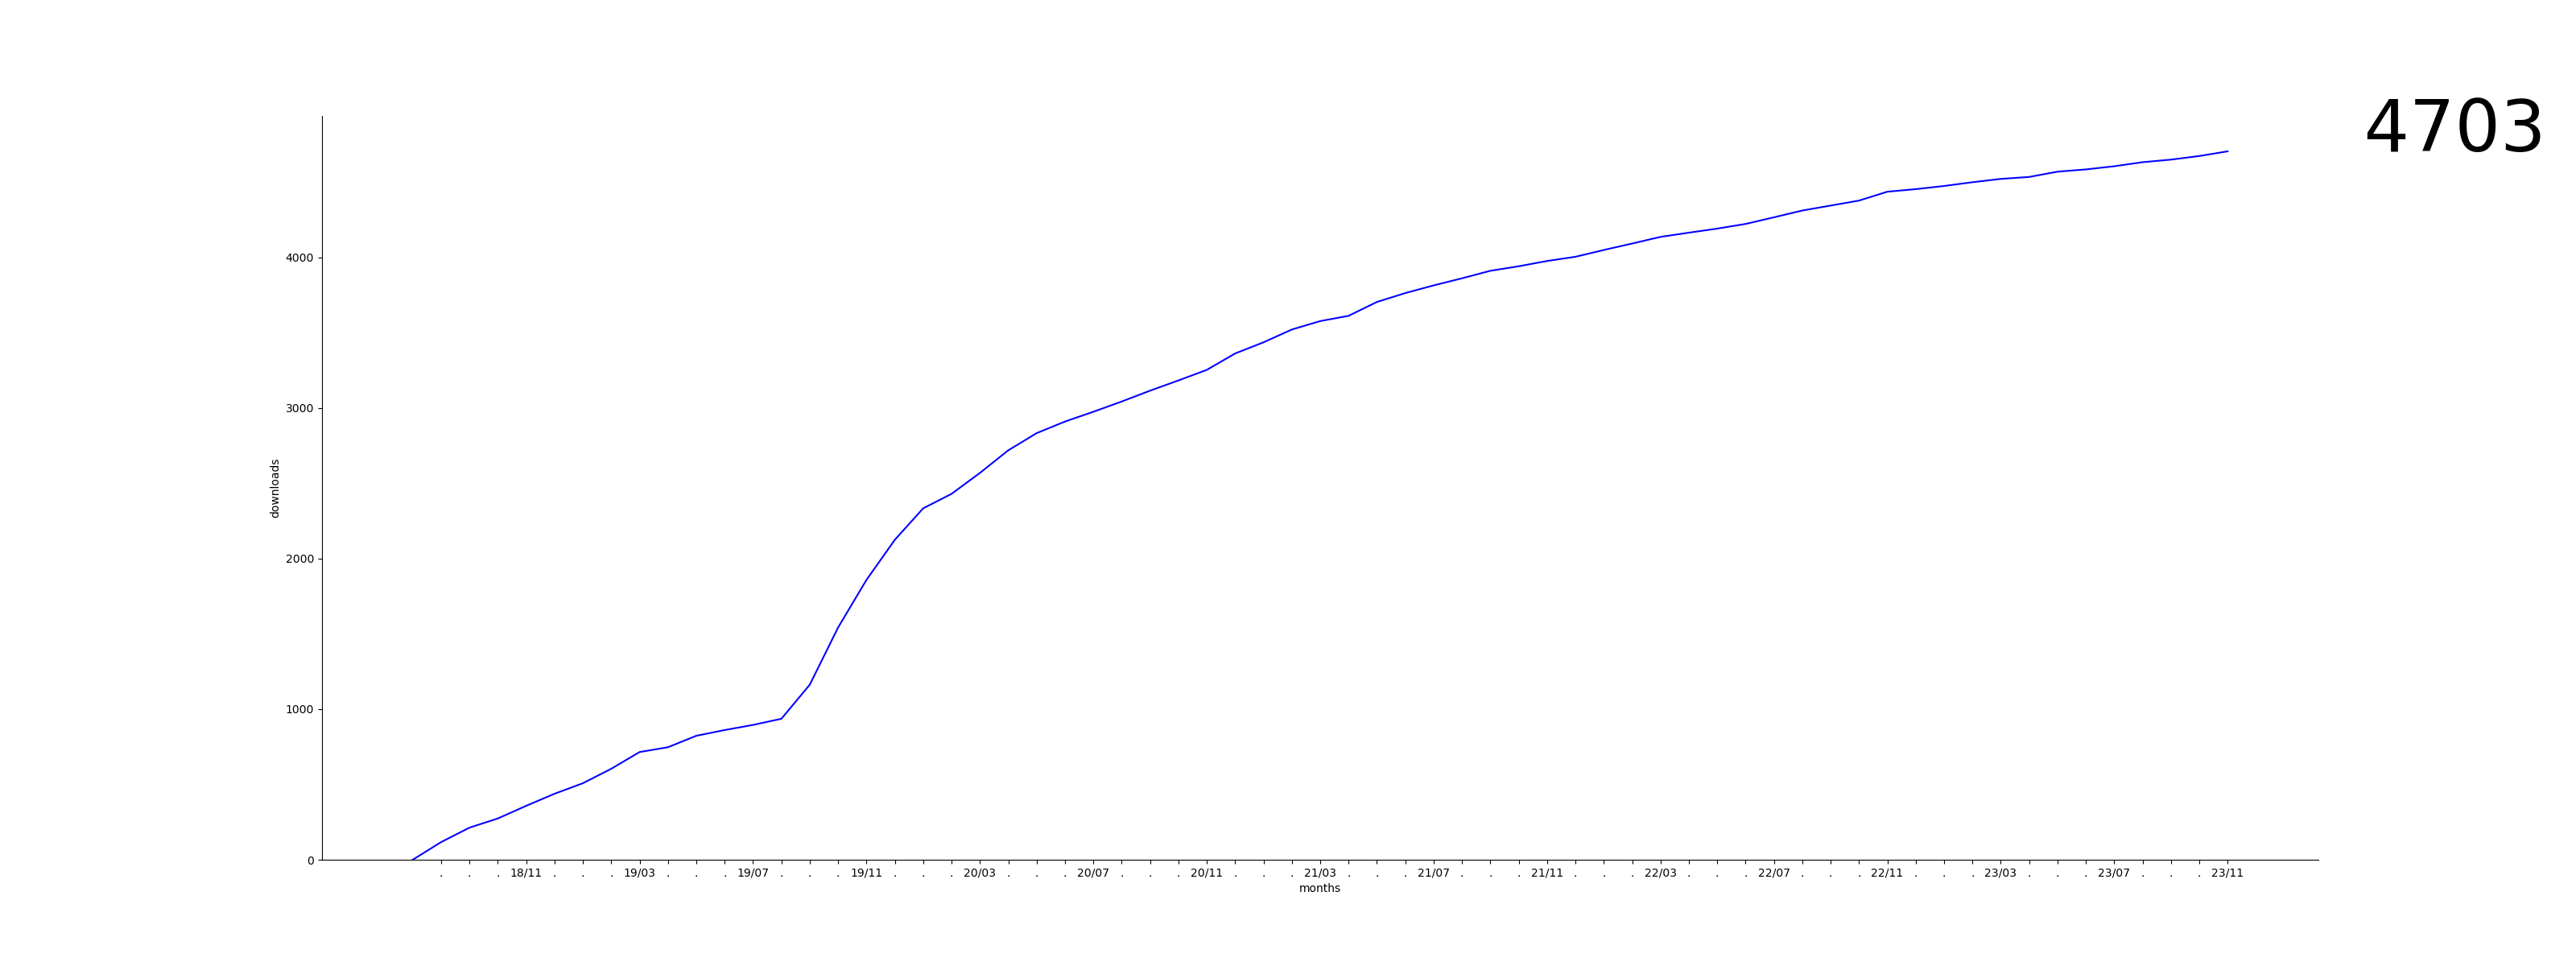 4703
4000
3000
2000
1000
0
downloads
. . . 18/11 . . . 19/03 . . . 19/07 . . . 19/11 . . . 20/03 . . . 20/07 . . . 20/11 . . . 21/03 . . . 21/07 . . . 21/11 . . . 22/03 . . . 22/07 . . . 22/11 . . . 23/03 . . . 23/07 . . . 23/11
months